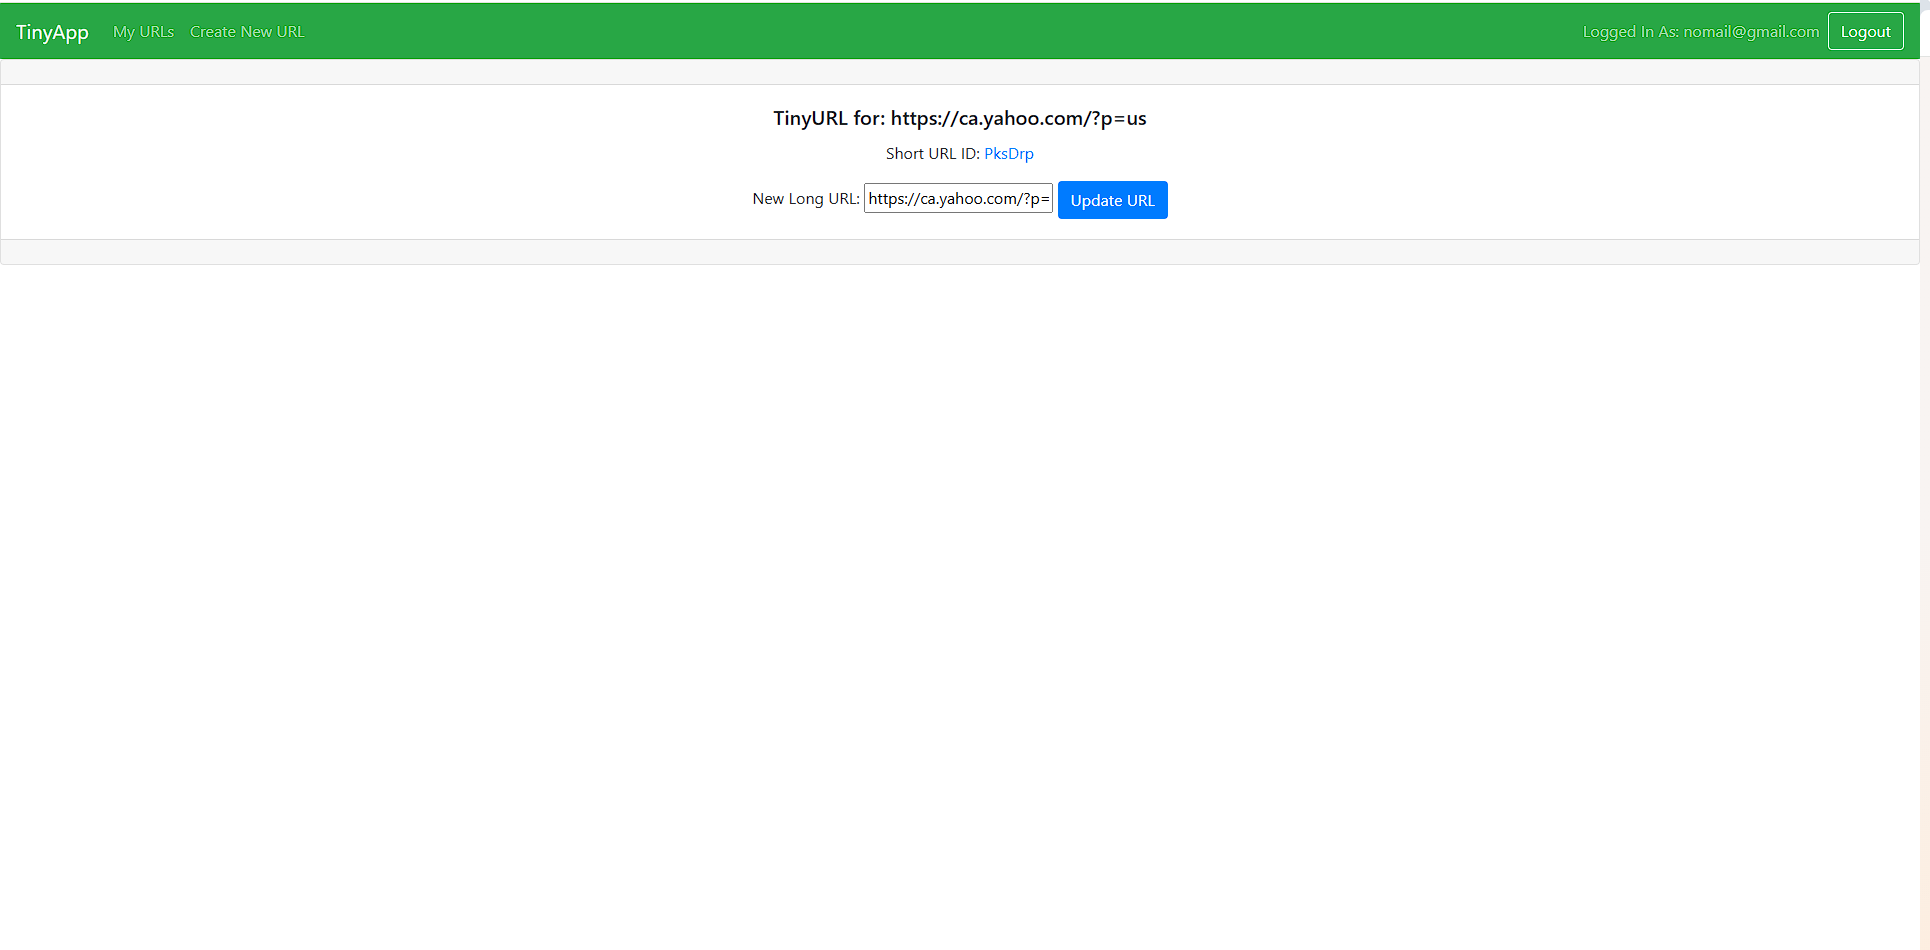 TinyApp My URLs Create New URL Logged In As: nomail@gmail.com Logout
TinyURL for: https://ca.yahoo.com/?p=us
Short URL ID: PksDrp
New Long URL: https://ca.yahoo.com/?p= Update URL